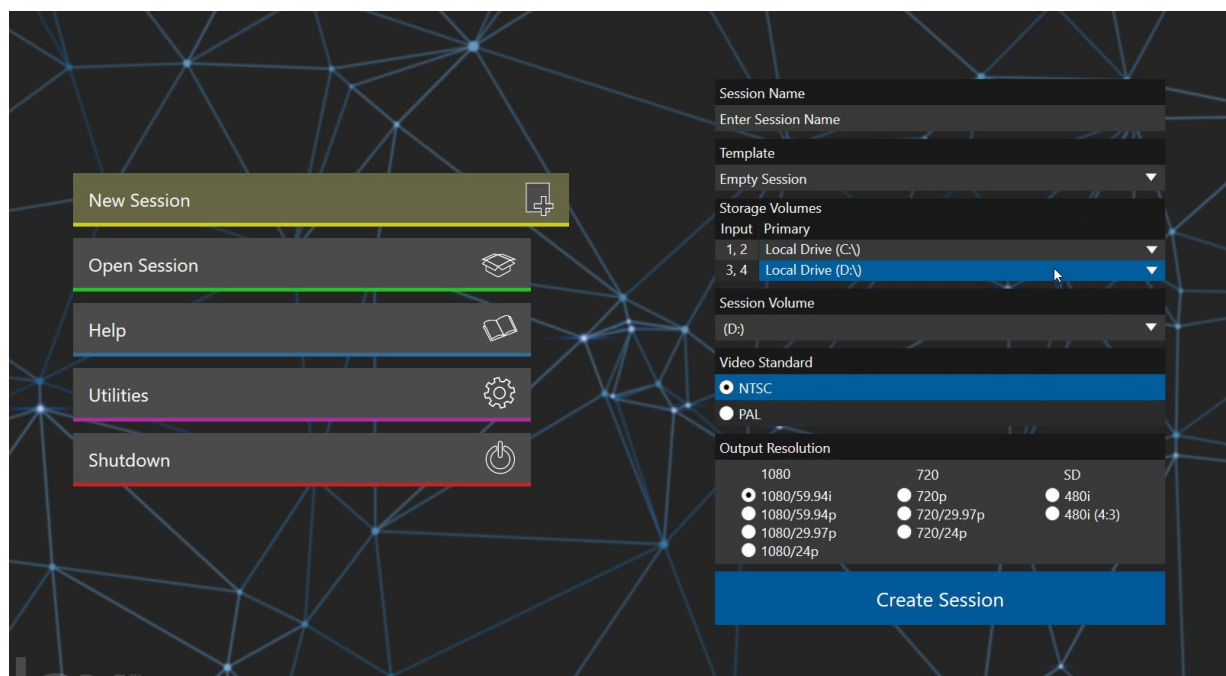 New Session
Open Session
Help
Utilities
Shutdown
Session Name
Enter Session Name
Template
Empty Session
Storage Volumes
Input Primary
1, 2 Local Drive (C:\)
3, 4 Local Drive (D:\)
Session Volume
(D:)
Video Standard
NTSC
PAL
Output Resolution
1080 720 SD
1080/59.94i 720p 480i
1080/59.94p 720/29.97p 480i (4:3)
1080/29.97p 720/24p
1080/24p
Create Session